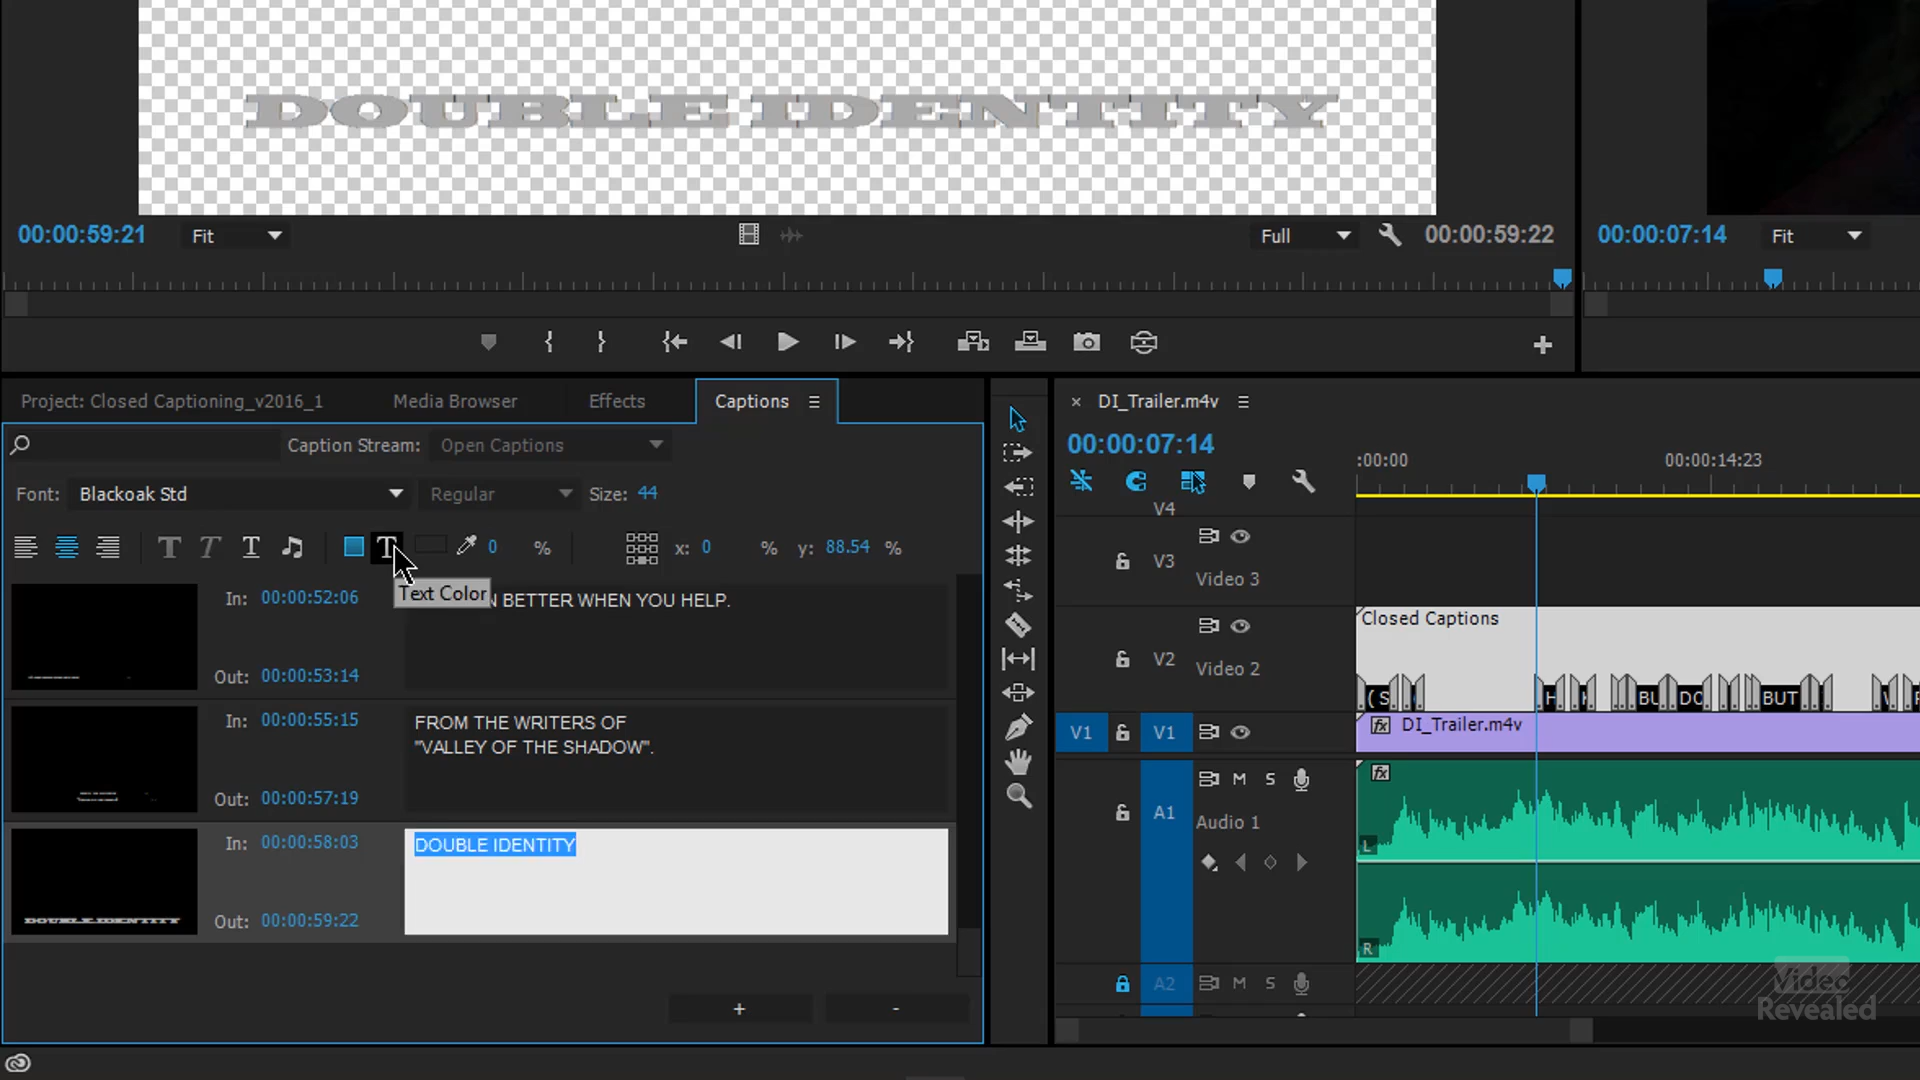 DOUBLE IDENTITY
00:00:59:21
Fit
Full
00:00:59:22
00:00:07:14
Fit
Project: Closed Captioning_v2016_1
Media Browser
Effects
Captions
Caption Stream:
Open Captions
Font:
Blackoak Std
Regular
Size:
44
0
%
x:
0
%
y:
88.54
%
Text Color
In:
00:00:52:06
N BETTER WHEN YOU HELP.
Out:
00:00:53:14
In:
00:00:55:15
FROM THE WRITERS OF
"VALLEY OF THE SHADOW".
Out:
00:00:57:19
In:
00:00:58:03
DOUBLE IDENTITY
DOUBLE IDENTITY
Out:
00:00:59:22
+
-
× DI_Trailer.m4v
00:00:07:14
:00:00
00:00:14:23
V4
V3
Video 3
V2
Video 2
Closed Captions
( S
H
BU
DO
BUT
V1
V1
fx
DI_Trailer.m4v
A1
M
S
Audio 1
fx
L
R
A2
M
S
Video
Revealed